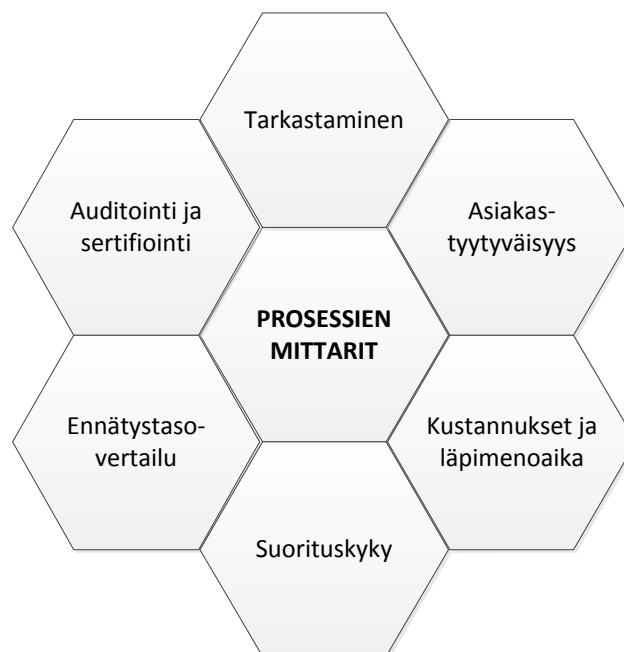 Tarkastaminen
Auditointi ja
sertifiointi
Asiakas-
tyytyväisyys
PROSESSIEN
MITTARIT
Ennätystaso-
vertailu
Kustannukset ja
läpimenoaika
Suorituskyky